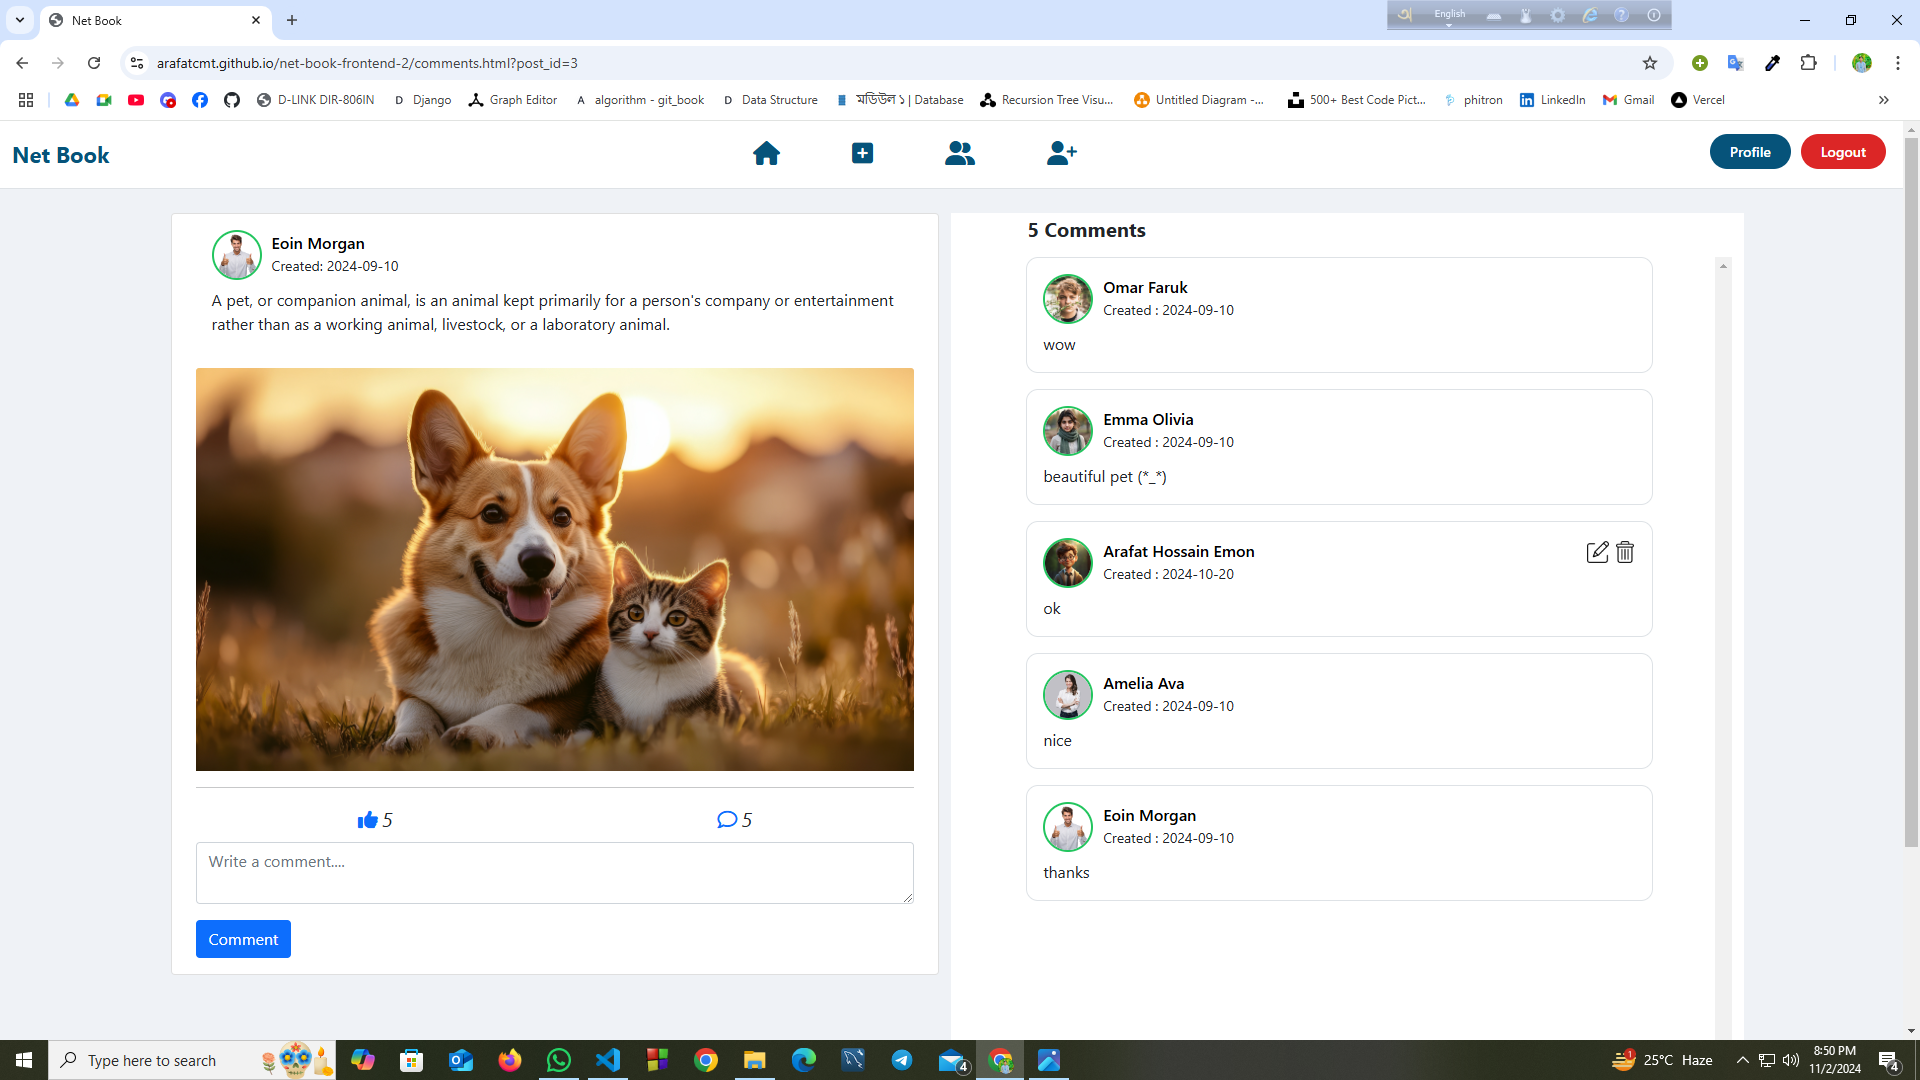 Net Book
English
arafatcmt.github.io/net-book-frontend-2/comments.html?post_id=3
D-LINK DIR-806IN
Django
Graph Editor
algorithm - git_book
Data Structure
মডিউল ১ | Database
Recursion Tree Visu...
Untitled Diagram -...
500+ Best Code Pict...
phitron
LinkedIn
Gmail
Vercel
Net Book
Profile
Logout
Eoin Morgan
Created: 2024-09-10
A pet, or companion animal, is an animal kept primarily for a person's company or entertainment
rather than as a working animal, livestock, or a laboratory animal.
5
5
Write a comment....
Comment
5 Comments
Omar Faruk
Created : 2024-09-10
wow
Emma Olivia
Created : 2024-09-10
beautiful pet (*_*)
Arafat Hossain Emon
Created : 2024-10-20
ok
Amelia Ava
Created : 2024-09-10
nice
Eoin Morgan
Created : 2024-09-10
thanks
Type here to search
4
1
25°C Haze
8:50 PM
11/2/2024
4